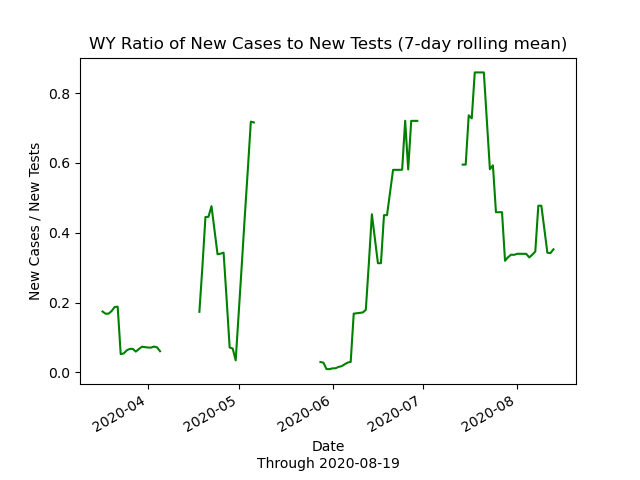 WY Ratio of New Cases to New Tests (7-day rolling mean)
New Cases / New Tests
0.8
0.6
0.4
0.2
0.0
2020-04
2020-05
2020-06
2020-07
2020-08
Date
Through 2020-08-19